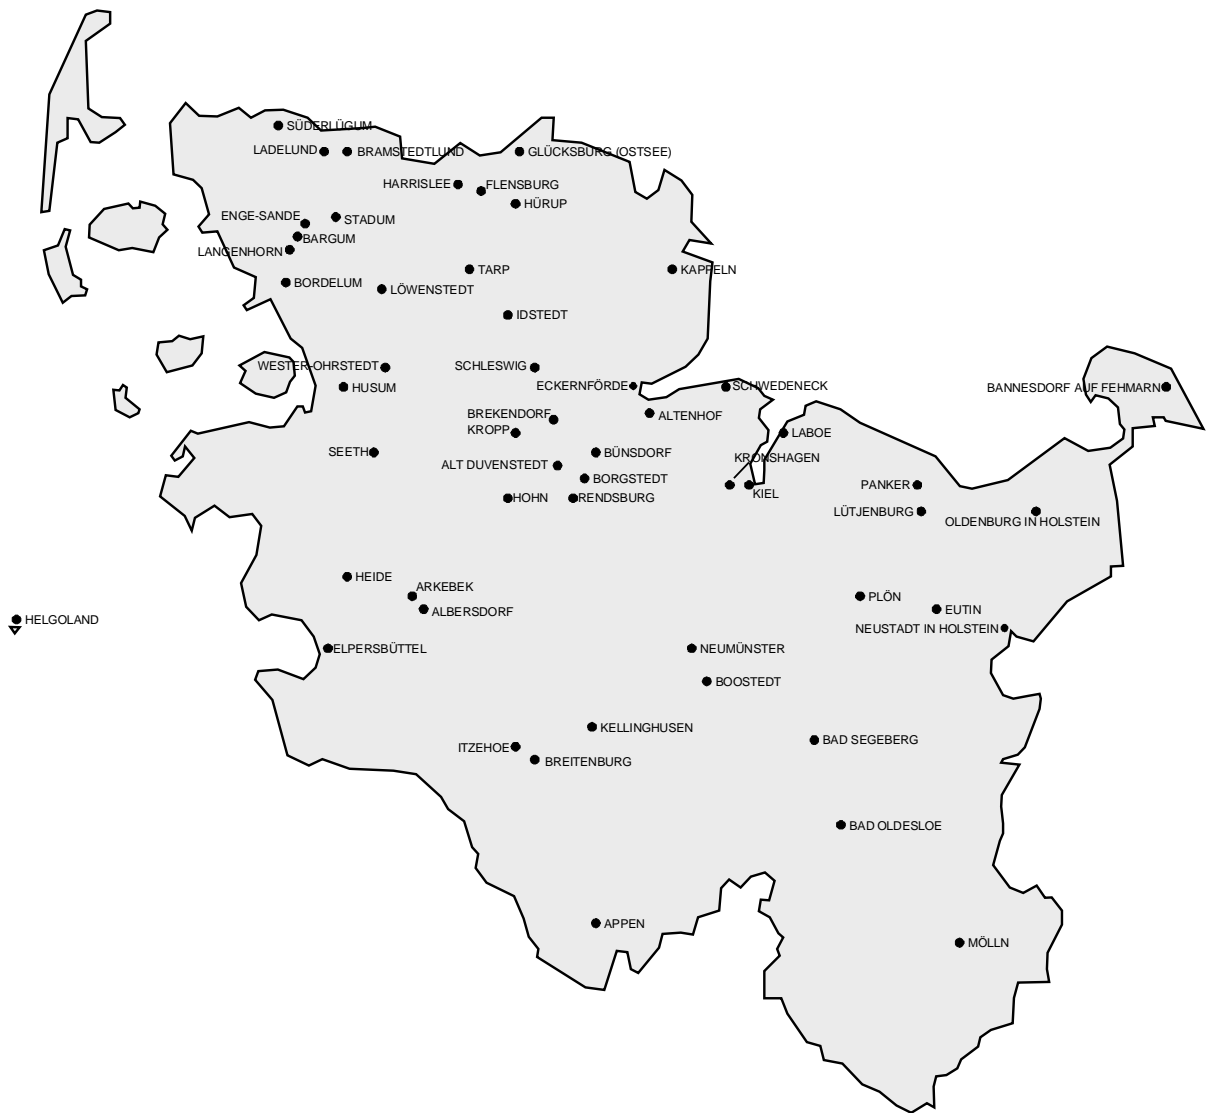 SÜDERLÜGUM
LADELUND
BRAMSTEDTLUND
GLÜCKSBURG (OSTSEE)
HARRISLEE
FLENSBURG
HÜRUP
ENGE-SANDE
STADUM
BARGUM
LANGENHORN
TARP
KAPPELN
BORDELUM
LÖWENSTEDT
IDSTEDT
WESTER-OHRSTEDT
SCHLESWIG
ECKERNFÖRDE
SCHWEDENECK
BANNESDORF AUF FEHMARN
HUSUM
BREKENDORF
ALTENHOF
KROPP
LABOE
SEETH
BÜNSDORF
KRONSHAGEN
ALT DUVENSTEDT
BORGSTEDT
PANKER
HOHN
RENDSBURG
KIEL
LÜTJENBURG
OLDENBURG IN HOLSTEIN
HEIDE
ARKEBEK
PLÖN
ALBERSDORF
EUTIN
HELGOLAND
NEUSTADT IN HOLSTEIN
ELPERSBÜTTEL
NEUMÜNSTER
BOOSTEDT
KELLINGHUSEN
BAD SEGEBERG
ITZEHOE
BREITENBURG
BAD OLDESLOE
APPEN
MÖLLN